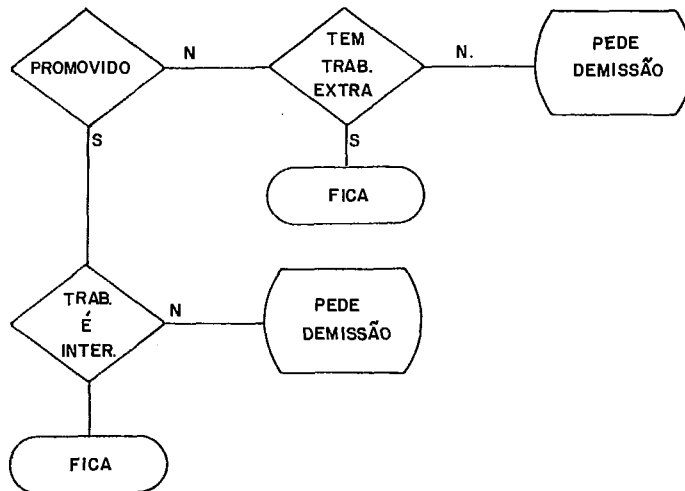 PROMOVIDO
N
TEM
TRAB.
EXTRA
N.
PEDE
DEMISSÃO
S
S
FICA
TRAB.
É
INTER.
N
PEDE
DEMISSÃO
FICA